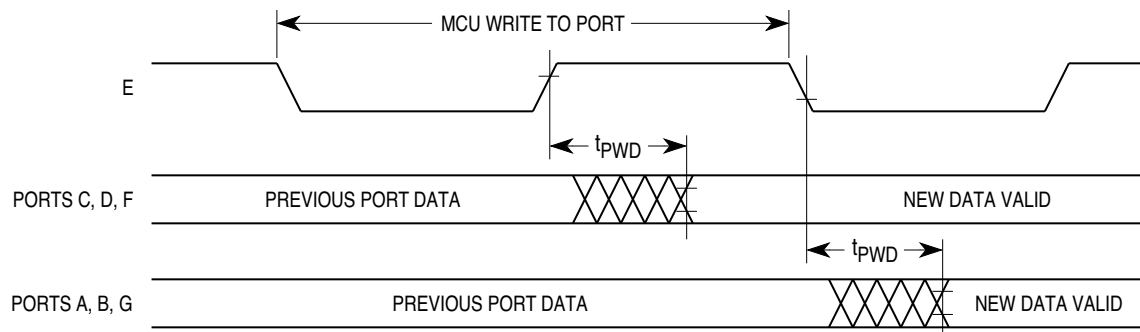 MCU WRITE TO PORT
E
tPWD
PORTS C, D, F
PREVIOUS PORT DATA
NEW DATA VALID
tPWD
PORTS A, B, G
PREVIOUS PORT DATA
NEW DATA VALID